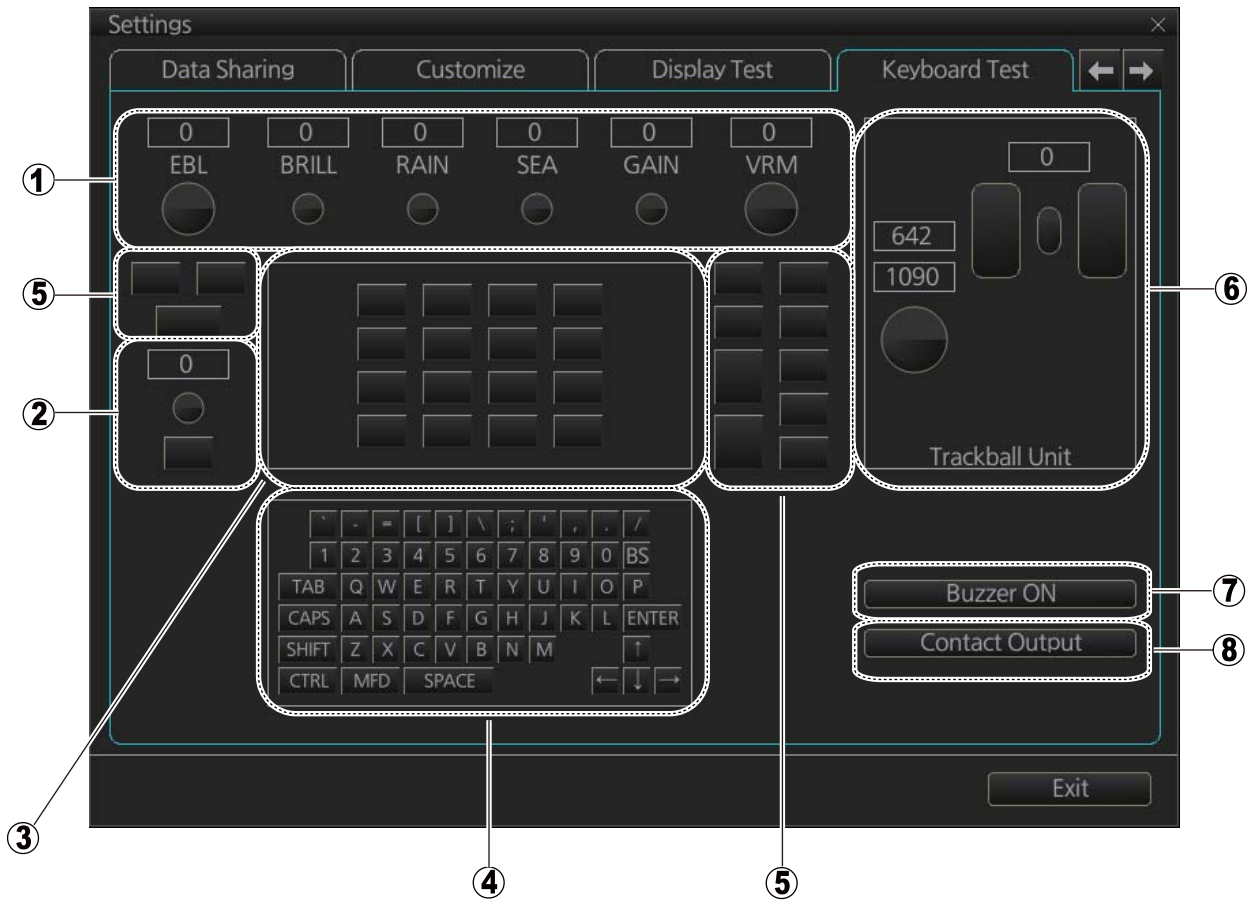 Settings
Data Sharing Customize Display Test Keyboard Test ← →
0 0 0 0 0 0
EBL BRILL RAIN SEA GAIN VRM
1
0
642
1090
6
5
0
2
Trackball Unit
` - = [ ] \ ; ' , . /
1 2 3 4 5 6 7 8 9 0 BS
TAB Q W E R T Y U I O P
CAPS A S D F G H J K L ENTER
SHIFT Z X C V B N M ↑
CTRL MFD SPACE ← ↓ →
Buzzer ON
7
Contact Output
8
Exit
3
4
5